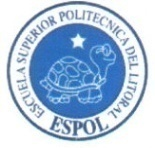 ESCUELA SUPERIOR POLITECNICA DEL LITORAL
ESPOL